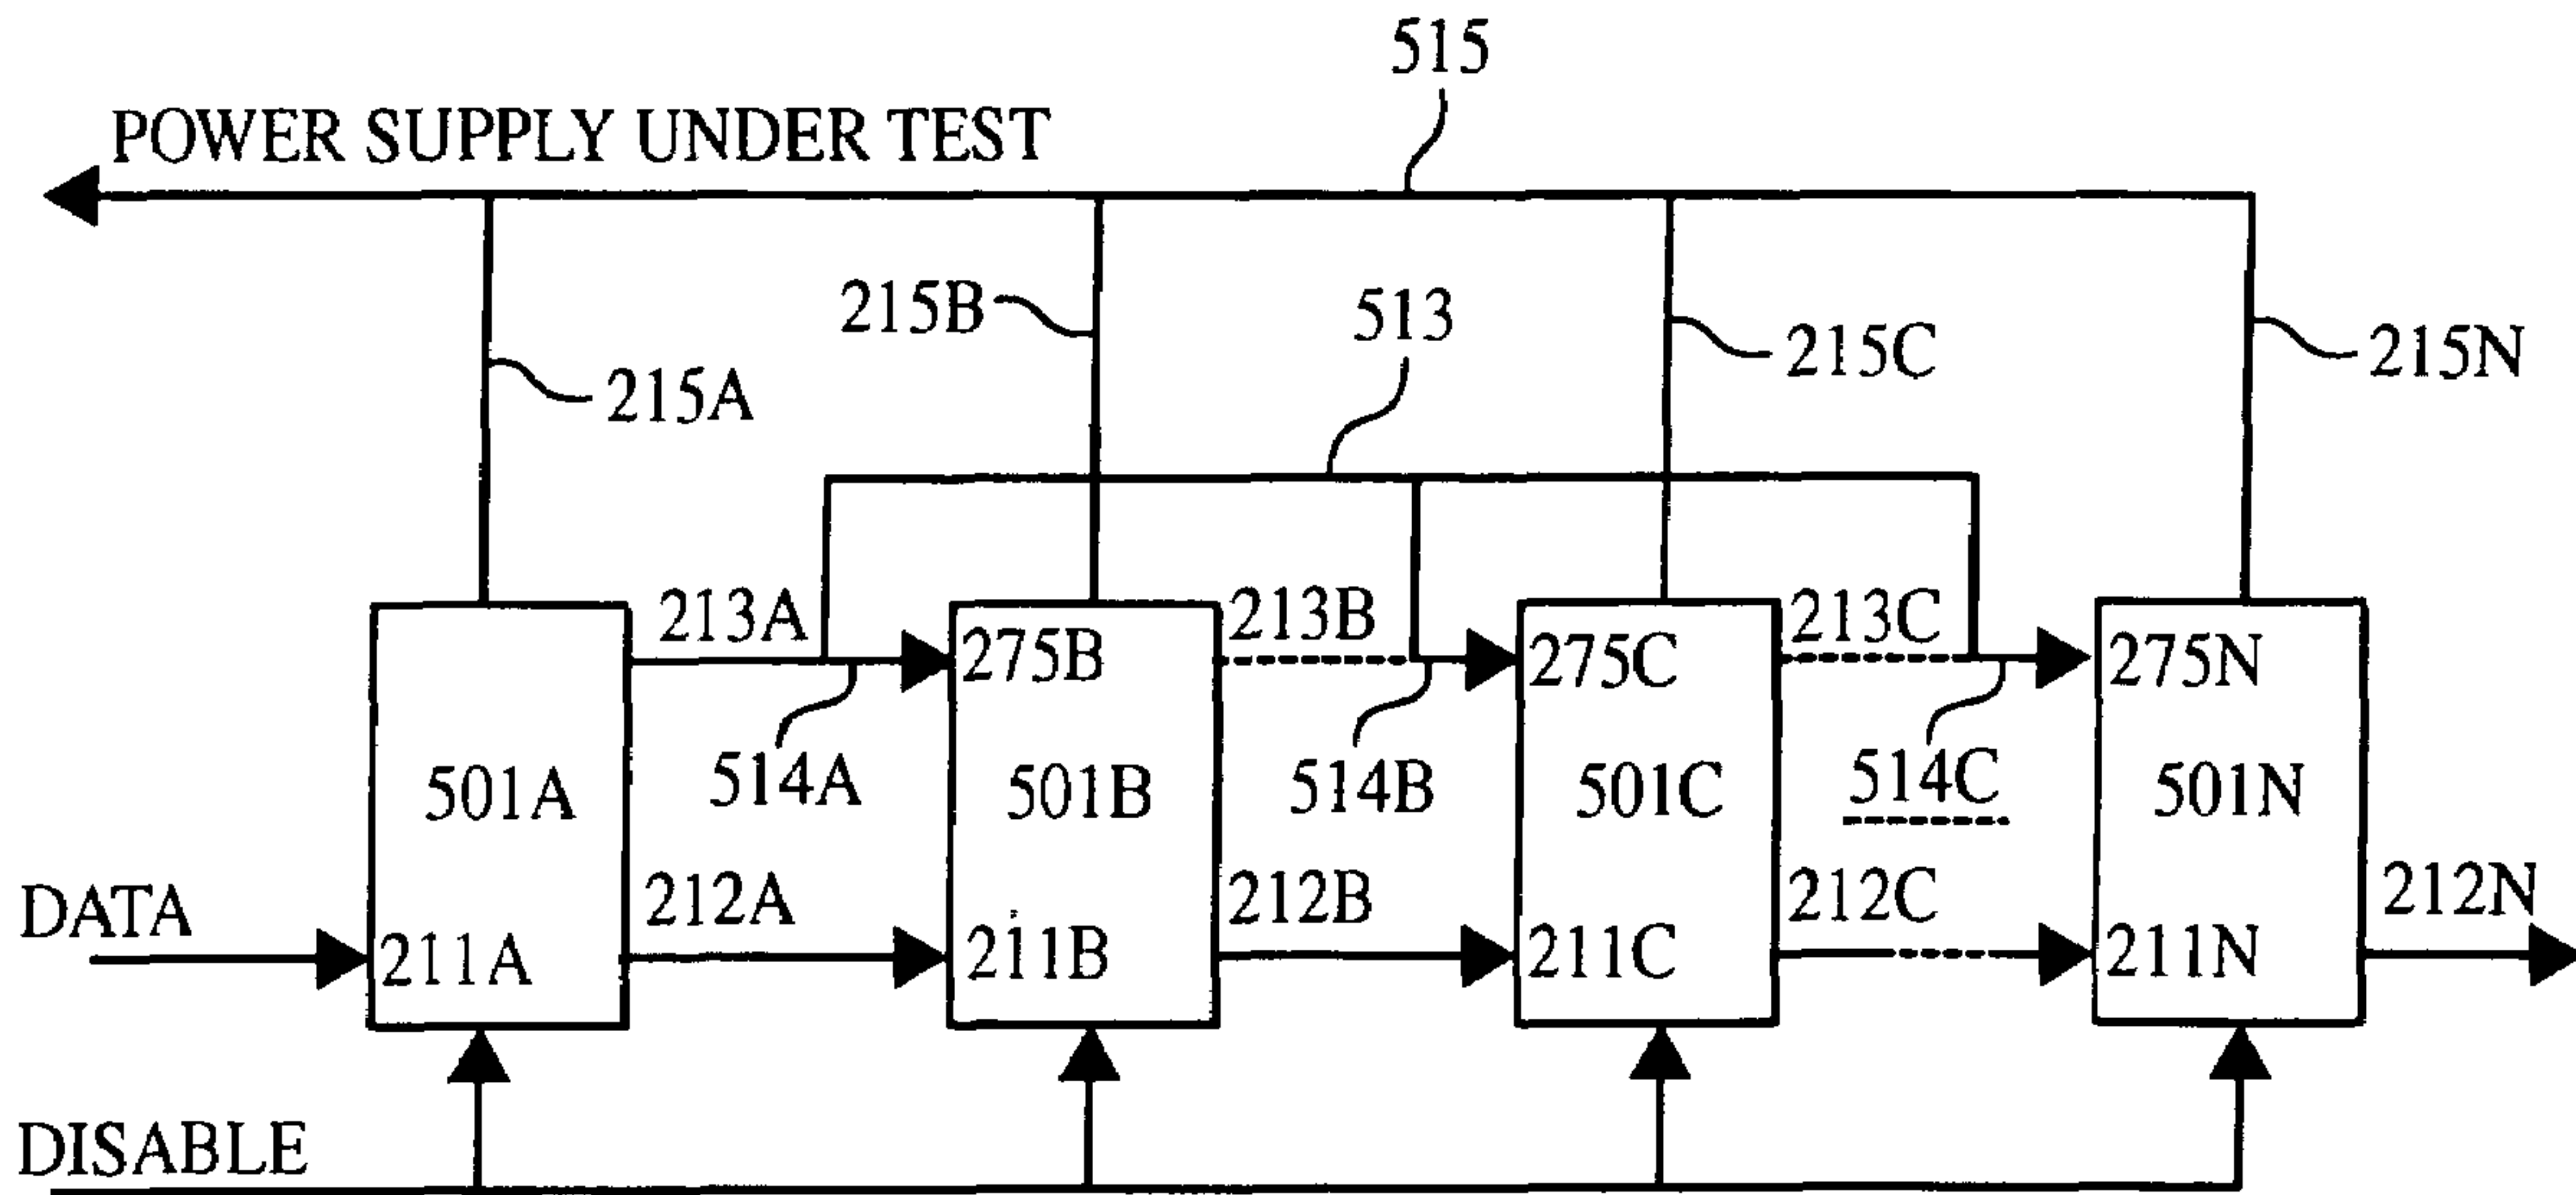 515
POWER SUPPLY UNDER TEST
215B
513
215C
215N
215A
213A
213B
213C
275B
275C
275N
501A
514A
501B
514B
501C
514C
501N
DATA
212A
212B
212C
212N
211A
211B
211C
211N
DISABLE